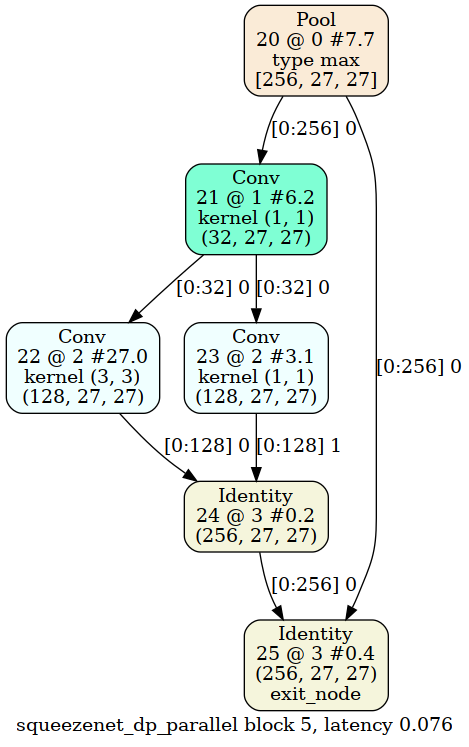 Pool
20 @ 0 #7.7
type max
[256, 27, 27]
[0:256] 0
Conv
21 @ 1 #6.2
kernel (1, 1)
(32, 27, 27)
[0:32] 0
[0:32] 0
Conv
22 @ 2 #27.0
kernel (3, 3)
(128, 27, 27)
Conv
23 @ 2 #3.1
kernel (1, 1)
(128, 27, 27)
[0:256] 0
[0:128] 0
[0:128] 1
Identity
24 @ 3 #0.2
(256, 27, 27)
[0:256] 0
Identity
25 @ 3 #0.4
(256, 27, 27)
exit_node
squeezenet_dp_parallel block 5, latency 0.076